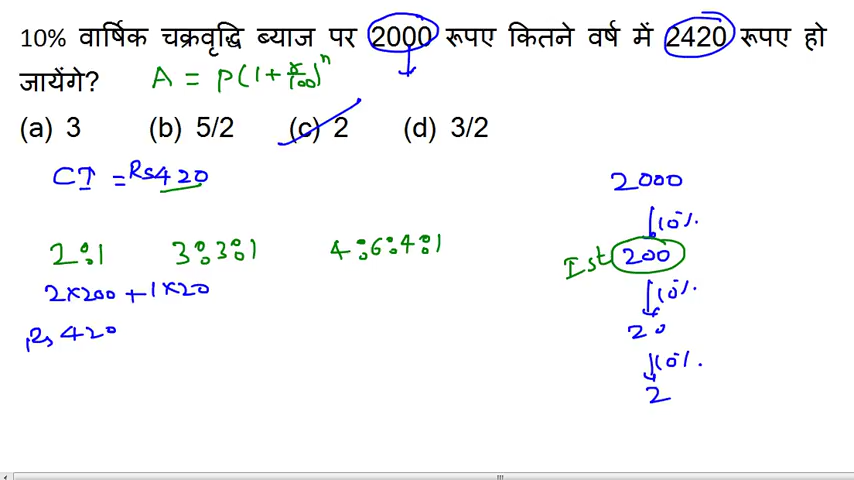 10% वार्षिक चक्रवृद्धि ब्याज पर 2000 रूपए कितने वर्ष में 2420 रूपए हो
जायेंगे? A = P(1+r/100)^n
(a) 3 (b) 5/2 (c) 2 (d) 3/2
CI = Rs420
2000
10%
2:1 3:3:1 4:6:4:1
Ist 200
2×200 + 1×20
10%
Rs 420
20
10%
2